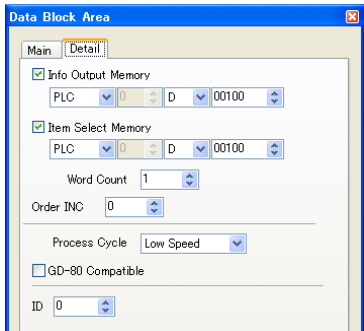 Data Block Area
Main Detail
Info Output Memory
PLC 0 D 00100
Item Select Memory
PLC 0 D 00100
Word Count 1
Order INC 0
Process Cycle Low Speed
GD-80 Compatible
ID 0